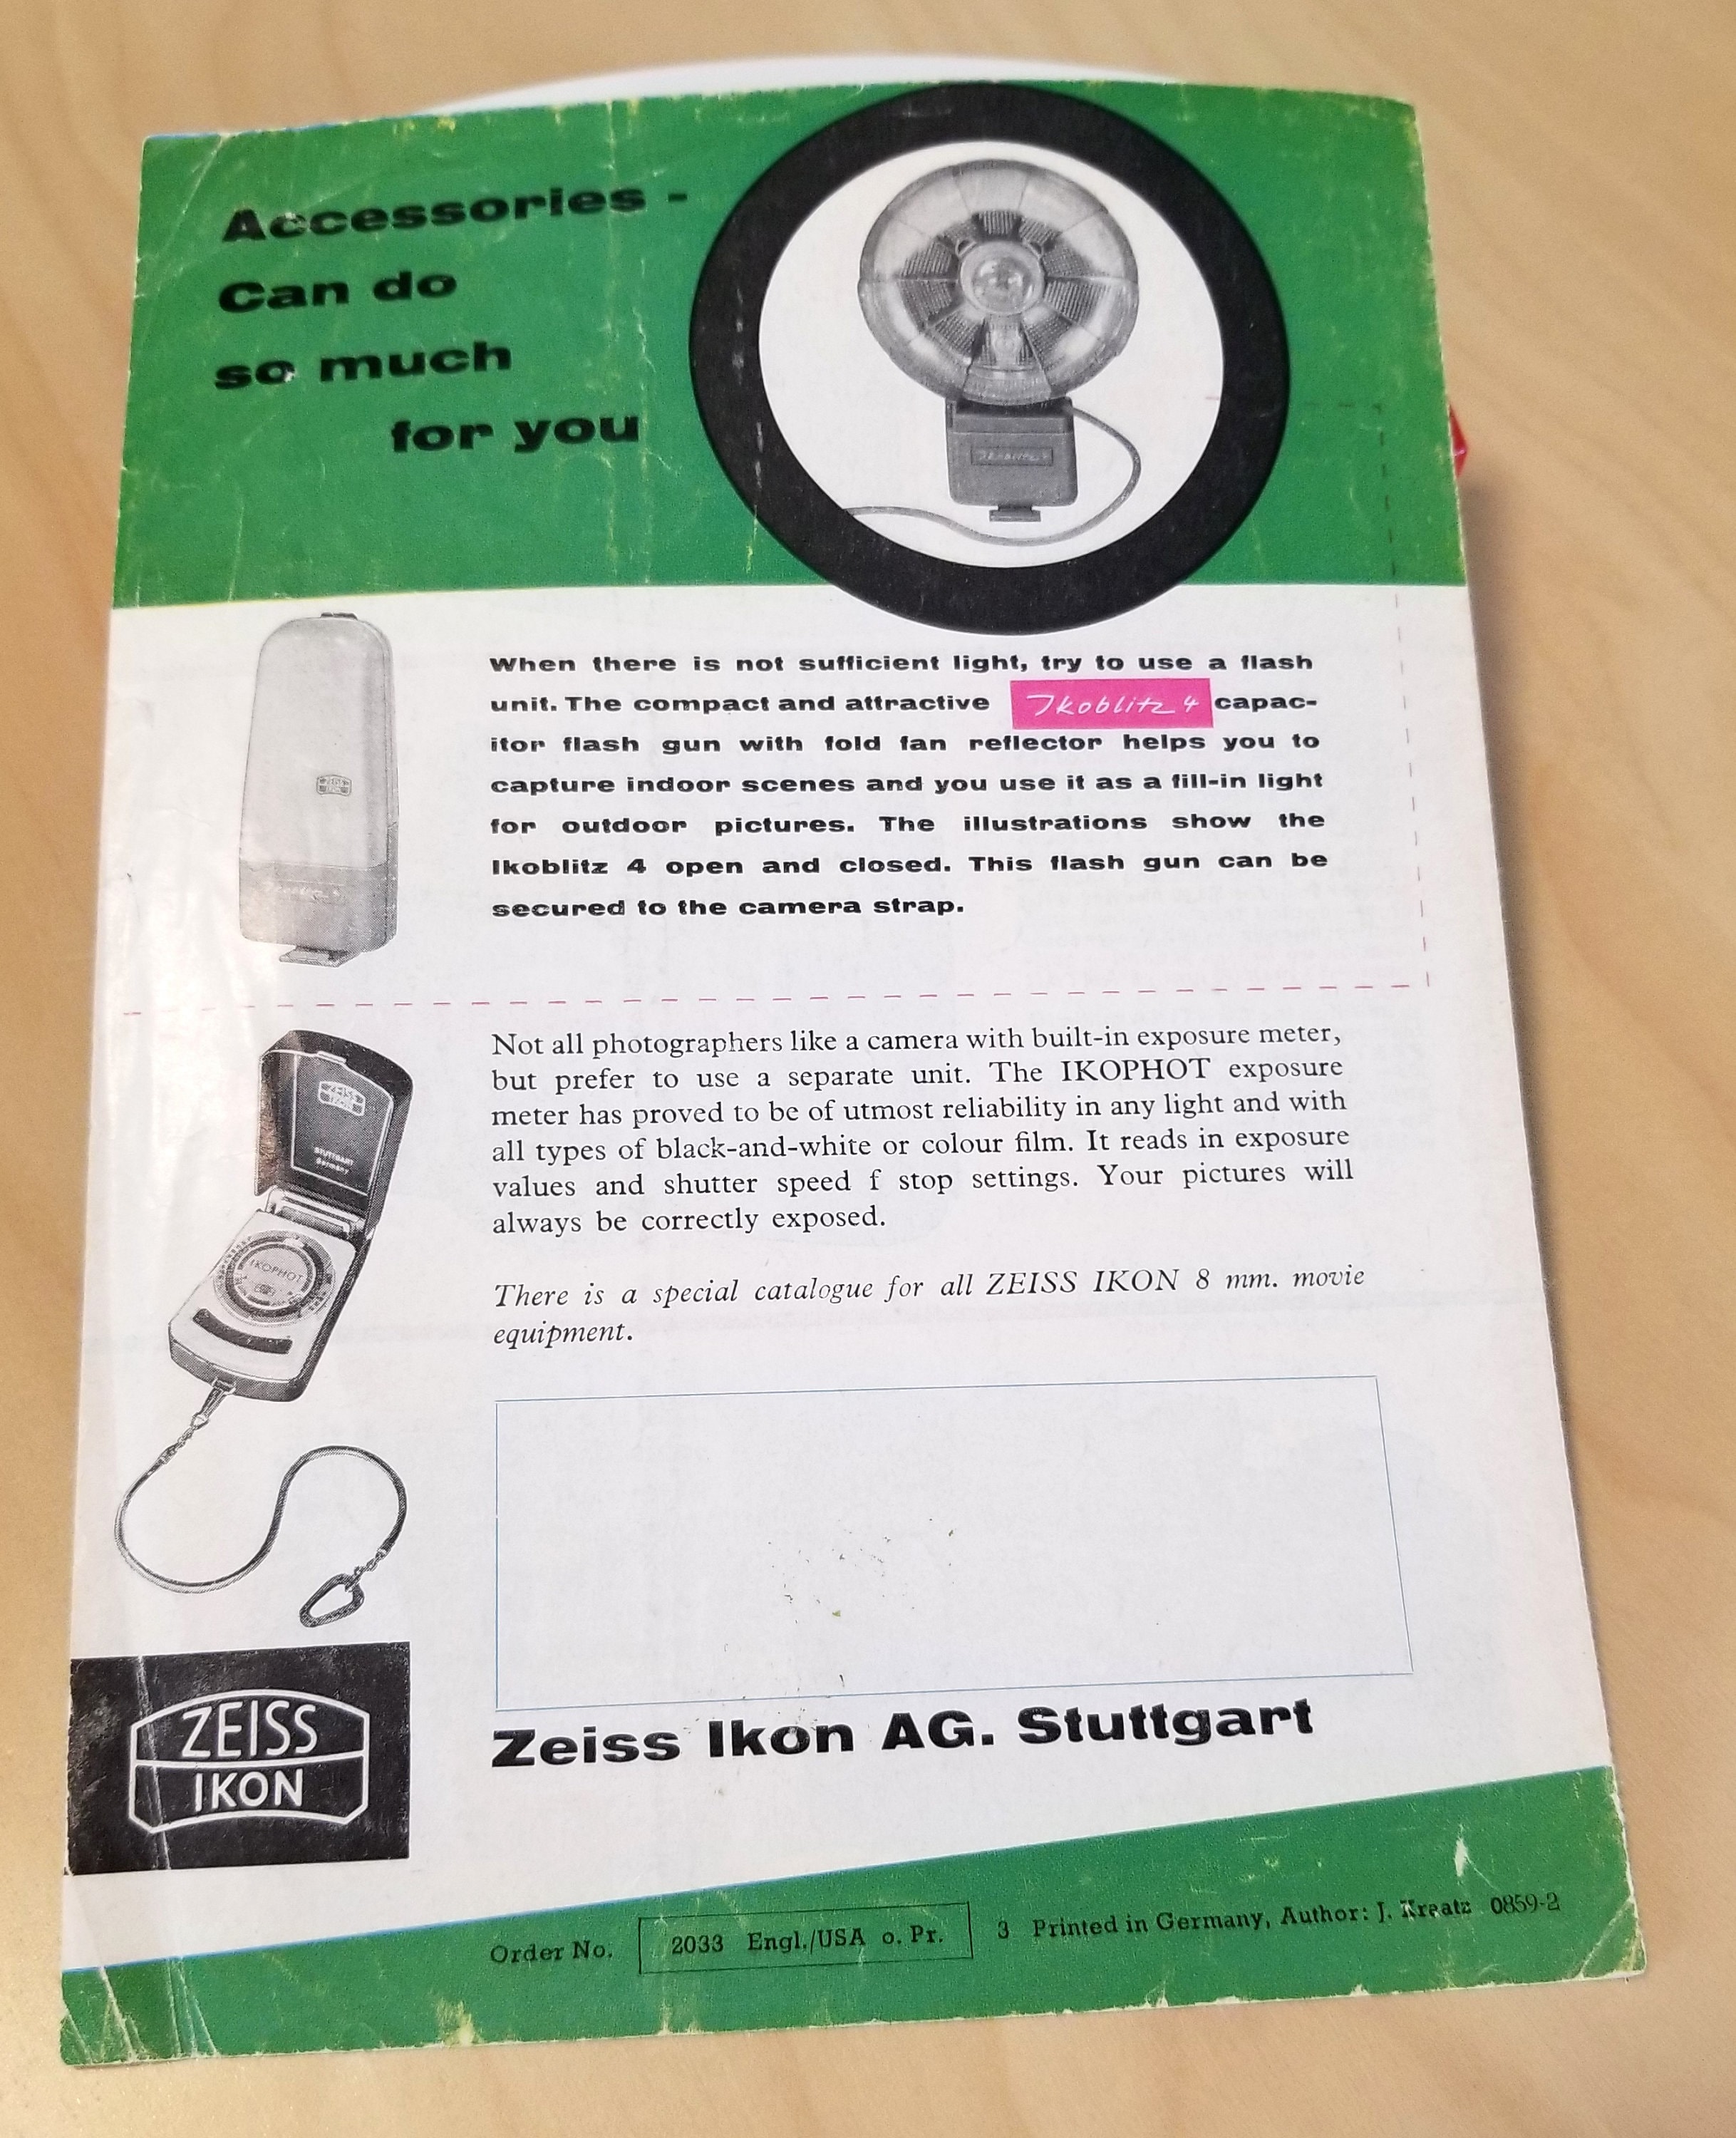 Accessories -
Can do
so much
for you
When there is not sufficient light, try to use a flash
unit. The compact and attractive Ikoblitz 4 capac-
itor flash gun with fold fan reflector helps you to
capture indoor scenes and you use it as a fill-in light
for outdoor pictures. The illustrations show the
Ikoblitz 4 open and closed. This flash gun can be
secured to the camera strap.
Not all photographers like a camera with built-in exposure meter,
but prefer to use a separate unit. The IKOPHOT exposure
meter has proved to be of utmost reliability in any light and with
all types of black-and-white or colour film. It reads in exposure
values and shutter speed f stop settings. Your pictures will
always be correctly exposed.
There is a special catalogue for all ZEISS IKON 8 mm. movie
equipment.
ZEISS
IKON
STUTTGART
Germany
IKOPHOT
Zeiss Ikon AG. Stuttgart
ZEISS
IKON
Order No. 2033 Engl./USA o. Pr. 3 Printed in Germany, Author: J. Kraatz 0859-2